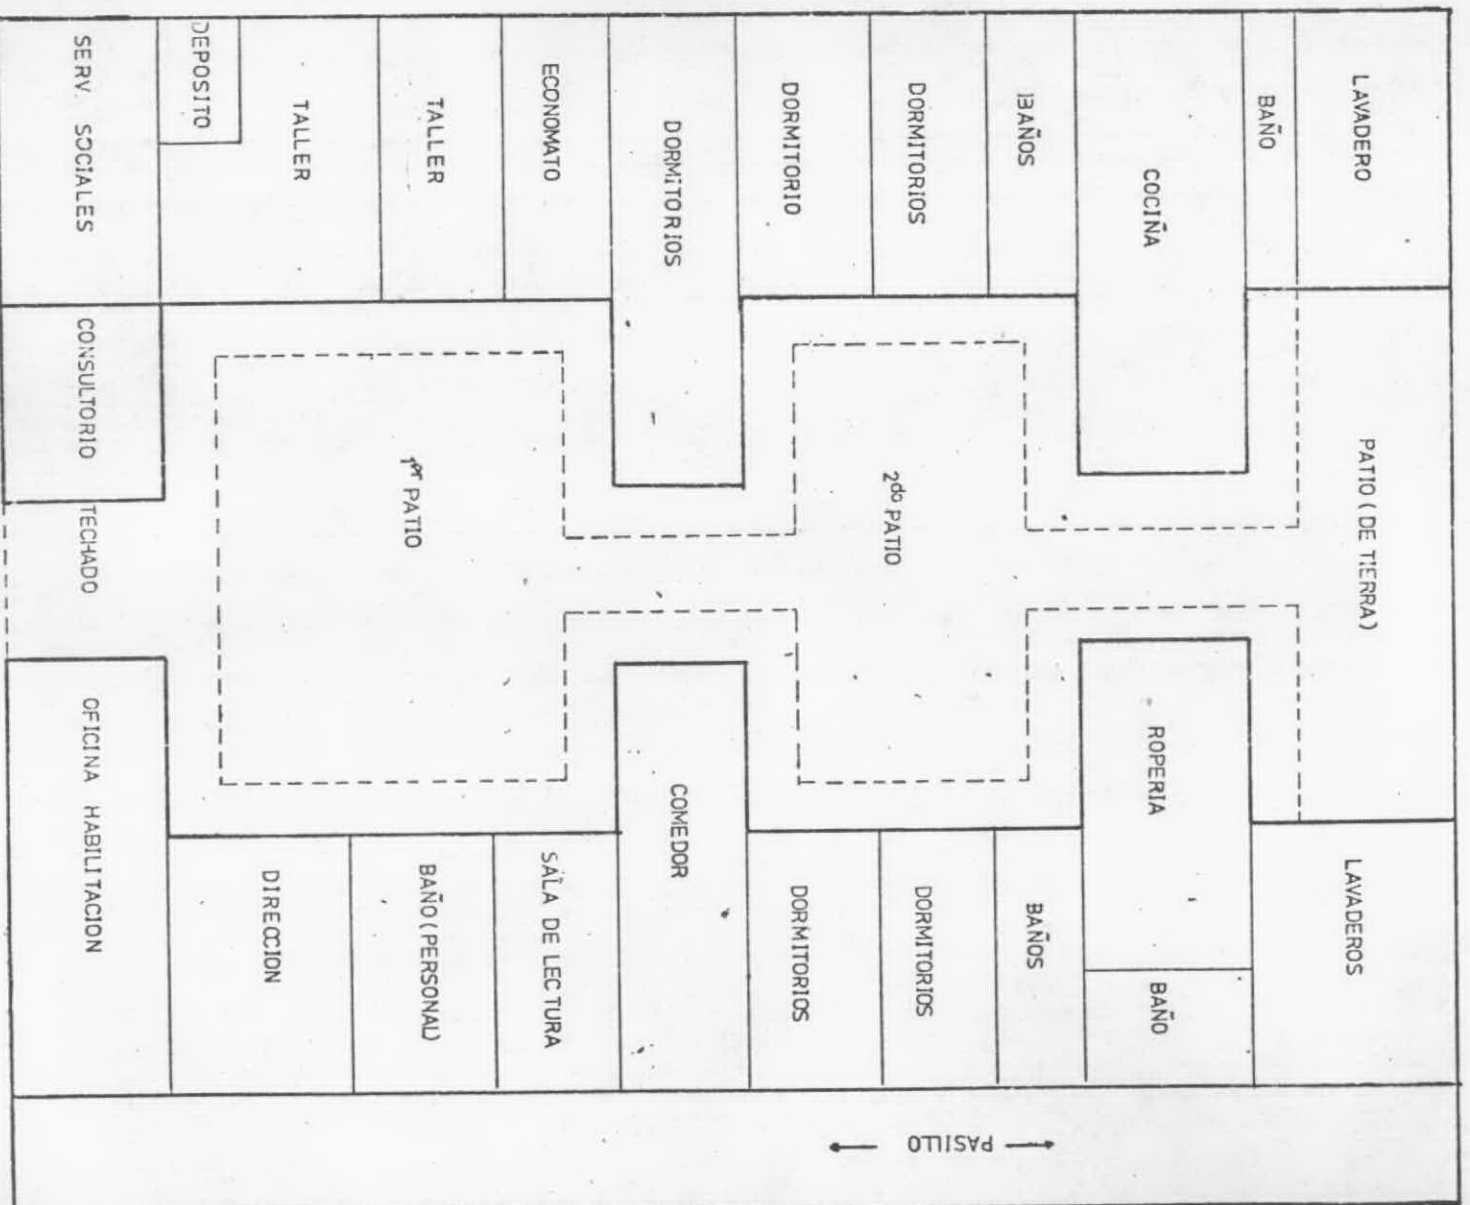 SERV. SOCIALES
DEPOSITO
TALLER
TALLER
ECONOMATO
DORMITORIOS
DORMITORIO
DORMITORIOS
BAÑOS
COCIÑA
BAÑO
LAVADERO
CONSULTORIO
TECHADO
1er PATIO
2do PATIO
PATIO (DE TIERRA)
OFICINA HABILITACION
DIRECCION
BAÑO (PERSONAL)
SALA DE LECTURA
COMEDOR
DORMITORIOS
DORMITORIOS
BAÑOS
ROPERIA
BAÑO
LAVADEROS
PASILLO